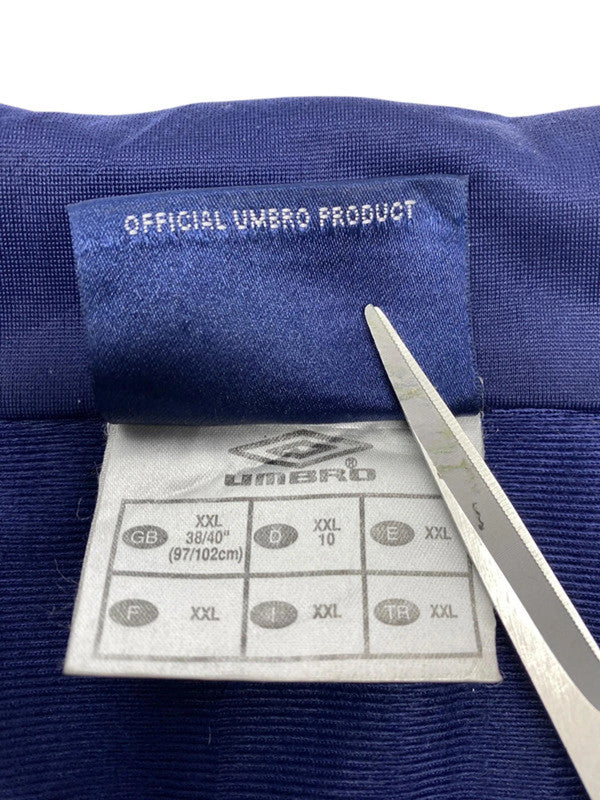 OFFICIAL UMBRO PRODUCT
UMBRO®
GB XXL 38/40" (97/102cm)
D XXL 10
E XXL
F XXL
I XXL
TR XXL